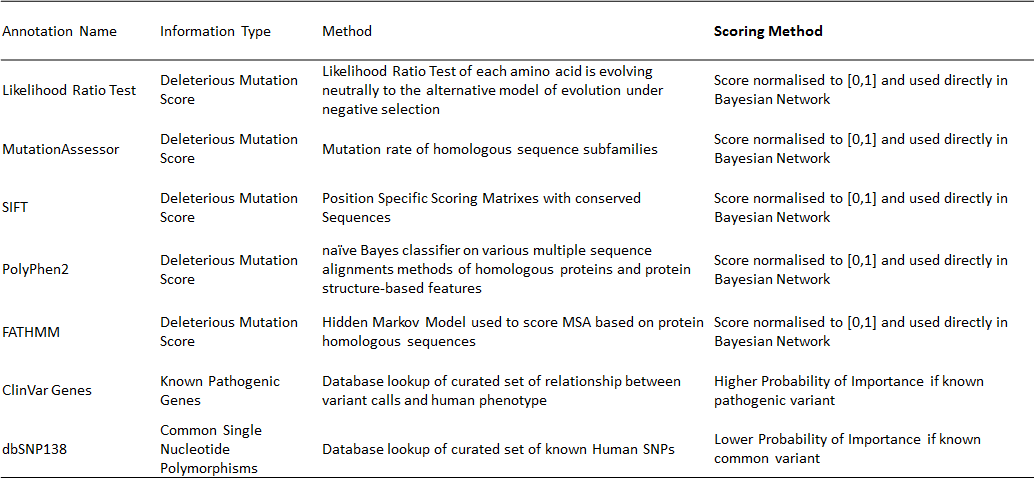 Annotation Name Information Type Method Scoring Method
Likelihood Ratio Test
Deleterious Mutation
Score
Likelihood Ratio Test of each amino acid is evolving
neutrally to the alternative model of evolution under
negative selection
Score normalised to [0,1] and used directly in
Bayesian Network
MutationAssessor
Deleterious Mutation
Score
Mutation rate of homologous sequence subfamilies
Score normalised to [0,1] and used directly in
Bayesian Network
SIFT
Deleterious Mutation
Score
Position Specific Scoring Matrixes with conserved
Sequences
Score normalised to [0,1] and used directly in
Bayesian Network
PolyPhen2
Deleterious Mutation
Score
naïve Bayes classifier on various multiple sequence
alignments methods of homologous proteins and protein
structure-based features
Score normalised to [0,1] and used directly in
Bayesian Network
FATHMM
Deleterious Mutation
Score
Hidden Markov Model used to score MSA based on protein
homologous sequences
Score normalised to [0,1] and used directly in
Bayesian Network
ClinVar Genes
Known Pathogenic
Genes
Database lookup of curated set of relationship between
variant calls and human phenotype
Higher Probability of Importance if known
pathogenic variant
dbSNP138
Common Single
Nucleotide
Polymorphisms
Database lookup of curated set of known Human SNPs
Lower Probability of Importance if known
common variant